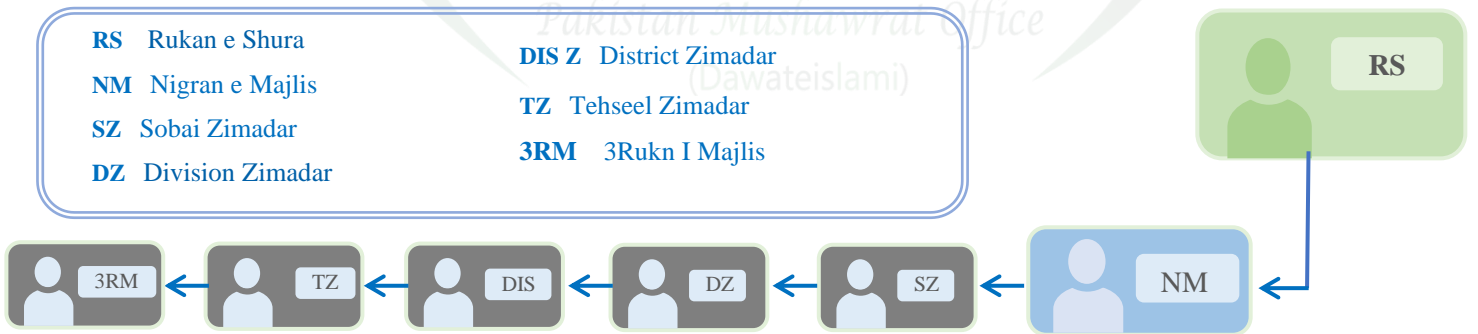 Pakistan Mushawrat Office
(Dawateislami)
RS Rukan e Shura
NM Nigran e Majlis
SZ Sobai Zimadar
DZ Division Zimadar
DIS Z District Zimadar
TZ Tehseel Zimadar
3RM 3Rukn I Majlis
RS
3RM
TZ
DIS
DZ
SZ
NM